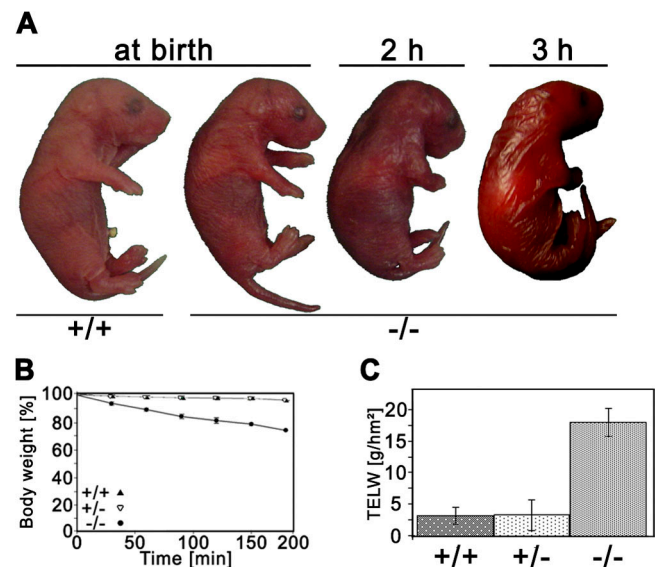 A
at birth 2 h 3 h
+/+ -/-
B
Body weight [%]
100
80
60
40
20
0
+/+ ▲
+/- ▽
-/- ●
0 50 100 150 200
Time [min]
C
TELW [g/hm²]
20
15
10
5
0
+/+ +/- -/-